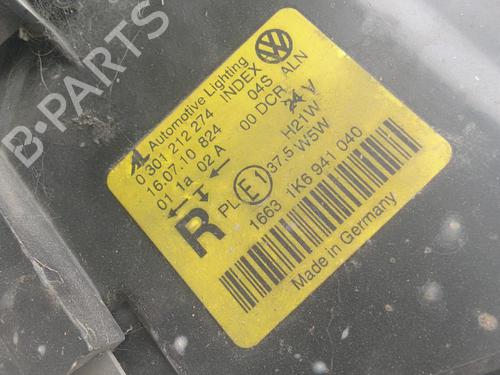 B-PARTS
AL Automotive Lighting
0 301 212 274 INDEX
16.07.10 824 04S ALN
01 1a 02 A 00 DCR 24 V
H21W
R PL E1 37.5 W5W
1663 1K6 941 040
Made in Germany